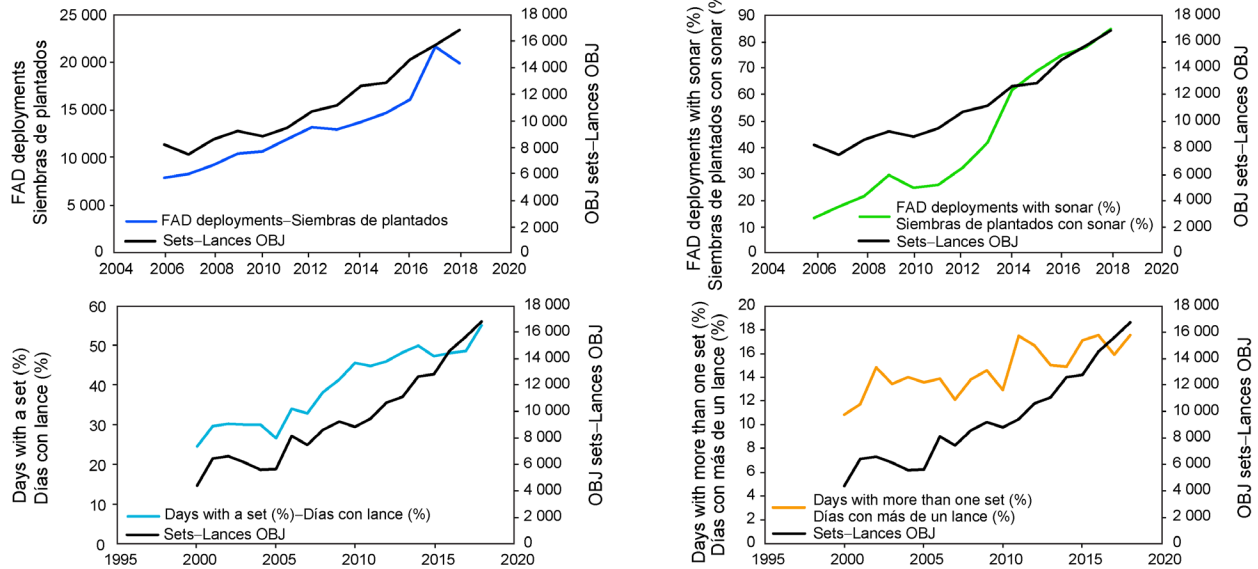 FAD deployments
Siembras de plantados
25 000
20 000
15 000
10 000
5 000
0
18 000
16 000
14 000
12 000
10 000
8 000
6 000
4 000
2 000
0
OBJ sets–Lances OBJ
FAD deployments–Siembras de plantados
Sets–Lances OBJ
2004 2006 2008 2010 2012 2014 2016 2018 2020
FAD deployments with sonar (%)
Siembras de plantados con sonar (%)
90
80
70
60
50
40
30
20
10
0
18 000
16 000
14 000
12 000
10 000
8 000
6 000
4 000
2 000
0
OBJ sets–Lances OBJ
FAD deployments with sonar (%)
Siembras de plantados con sonar (%)
Sets–Lances OBJ
2004 2006 2008 2010 2012 2014 2016 2018 2020
Days with a set (%)
Días con lance (%)
60
50
40
30
20
10
0
18 000
16 000
14 000
12 000
10 000
8 000
6 000
4 000
2 000
0
OBJ sets–Lances OBJ
Days with a set (%)–Días con lance (%)
Sets–Lances OBJ
1995 2000 2005 2010 2015 2020
Days with more than one set (%)
Días con más de un lance (%)
20
18
16
14
12
10
8
6
4
2
0
18 000
16 000
14 000
12 000
10 000
8 000
6 000
4 000
2 000
0
OBJ sets–Lances OBJ
Days with more than one set (%)
Días con más de un lance (%)
Sets–Lances OBJ
1995 2000 2005 2010 2015 2020